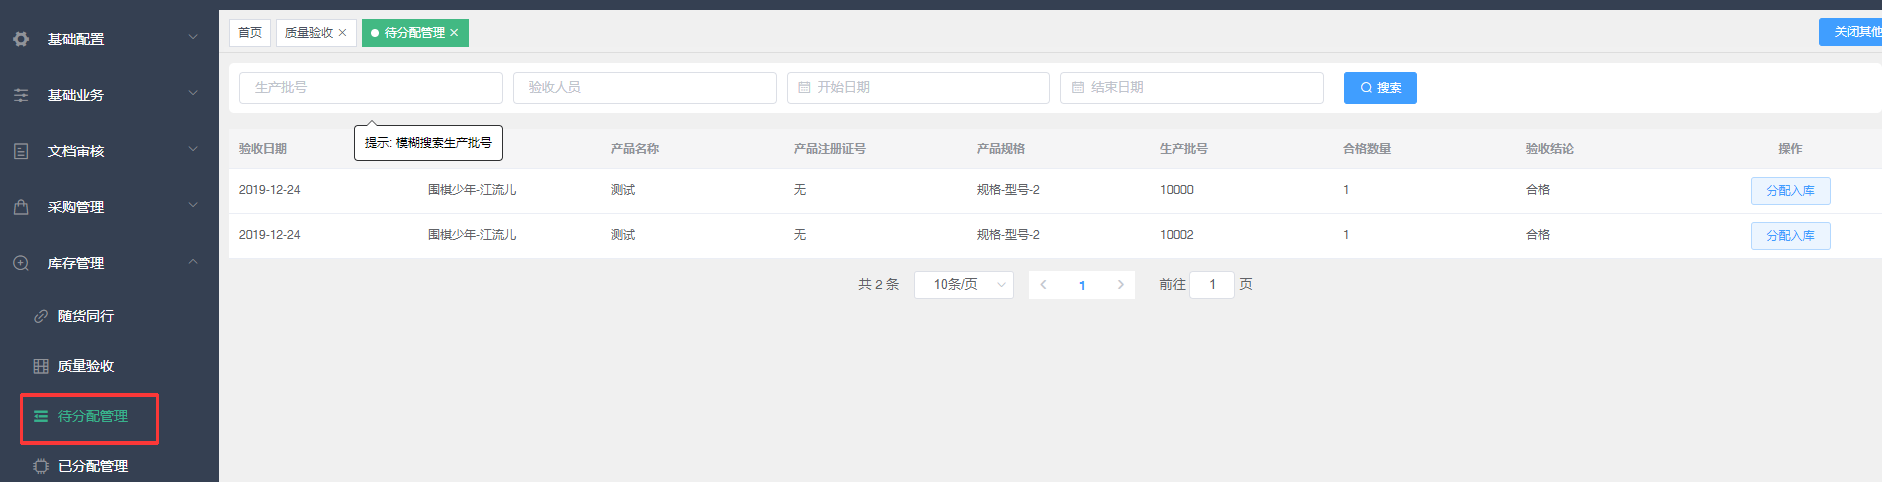 基础配置
基础业务
文档审核
采购管理
库存管理
随货同行
质量验收
待分配管理
已分配管理
首页 质量验收 待分配管理 关闭其他
生产批号 验收人员 开始日期 结束日期 搜索
提示: 模糊搜索生产批号
验收日期 产品名称 产品注册证号 产品规格 生产批号 合格数量 验收结论 操作
2019-12-24 围棋少年-江流儿 测试 无 规格-型号-2 10000 1 合格 分配入库
2019-12-24 围棋少年-江流儿 测试 无 规格-型号-2 10002 1 合格 分配入库
共 2 条 10条/页 1 前往 1 页